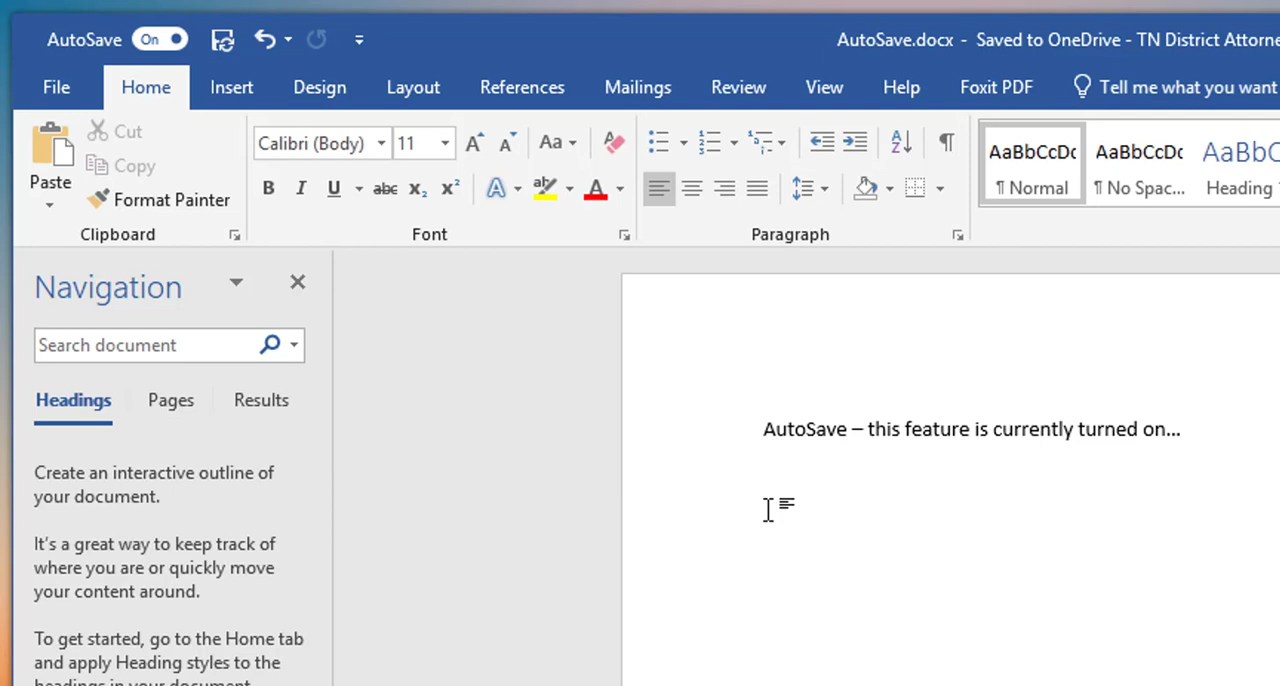 AutoSave On AutoSave.docx - Saved to OneDrive - TN District Attorne
File Home Insert Design Layout References Mailings Review View Help Foxit PDF Tell me what you want
Paste
Cut
Copy
Format Painter
Clipboard
Calibri (Body) 11 Aa
B I U abc x₂ x² A A
Font
Paragraph
AaBbCcDc AaBbCcDc AaBbC
¶ Normal ¶ No Spac... Heading
Navigation
Search document
Headings Pages Results
Create an interactive outline of
your document.
It's a great way to keep track of
where you are or quickly move
your content around.
To get started, go to the Home tab
and apply Heading styles to the
headings in your document.
AutoSave – this feature is currently turned on...